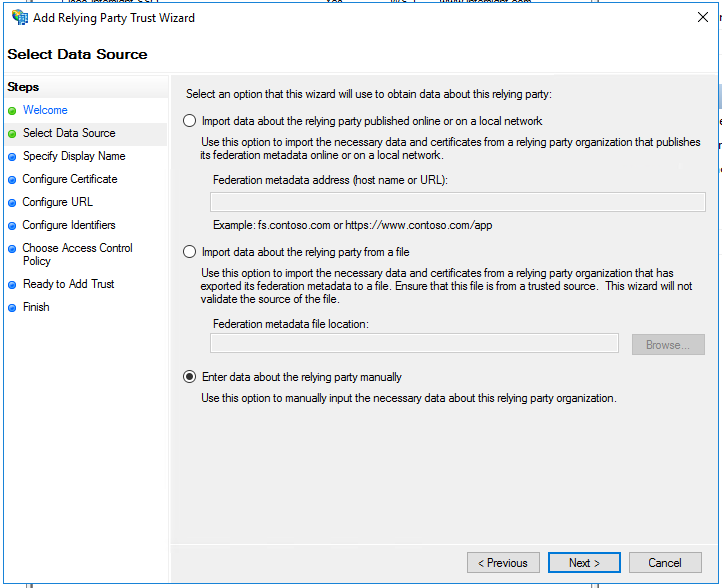 Add Relying Party Trust Wizard
Select Data Source
Steps
Welcome
Select Data Source
Specify Display Name
Configure Certificate
Configure URL
Configure Identifiers
Choose Access Control
Policy
Ready to Add Trust
Finish
Select an option that this wizard will use to obtain data about this relying party:
Import data about the relying party published online or on a local network
Use this option to import the necessary data and certificates from a relying party organization that publishes
its federation metadata online or on a local network.
Federation metadata address (host name or URL):
Example: fs.contoso.com or https://www.contoso.com/app
Import data about the relying party from a file
Use this option to import the necessary data and certificates from a relying party organization that has
exported its federation metadata to a file. Ensure that this file is from a trusted source.  This wizard will not
validate the source of the file.
Federation metadata file location:
Browse...
Enter data about the relying party manually
Use this option to manually input the necessary data about this relying party organization.
< Previous
Next >
Cancel